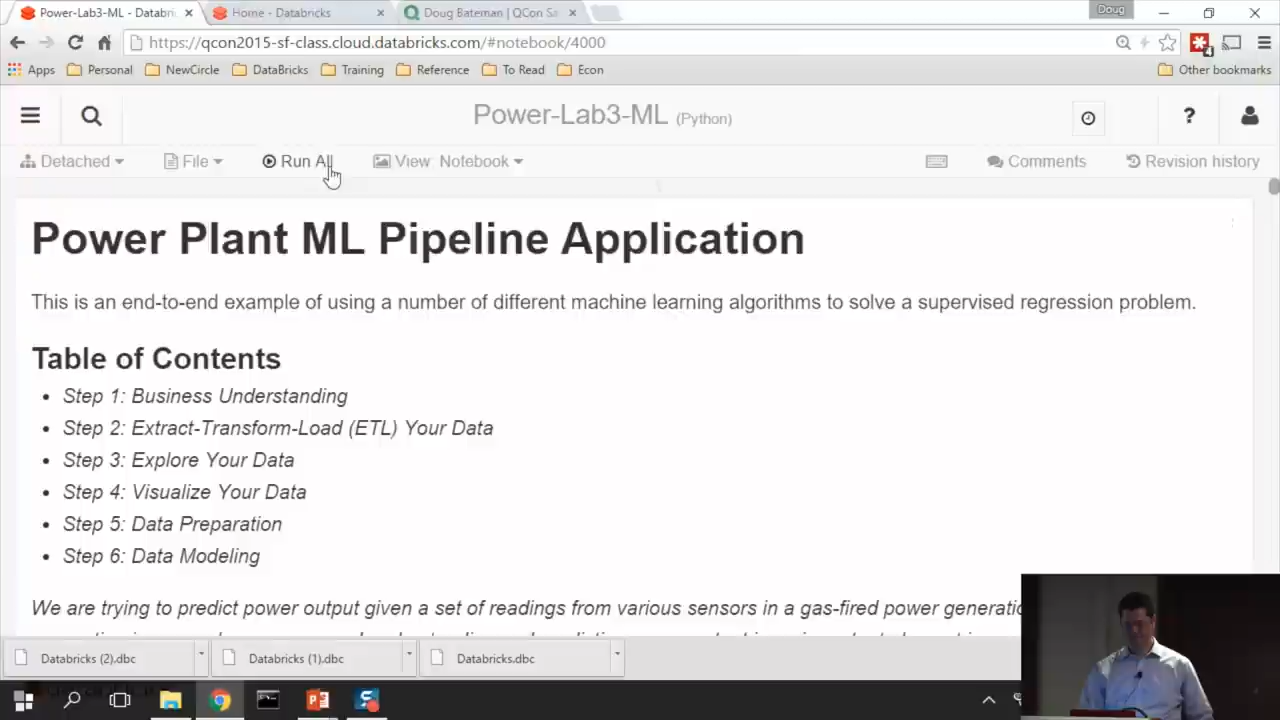 Power-Lab3-ML - Databri
Home - Databricks
Doug Bateman | QCon Sa
Doug
https://qcon2015-sf-class.cloud.databricks.com/#notebook/4000
Apps Personal NewCircle DataBricks Training Reference To Read Econ Other bookmarks
Power-Lab3-ML (Python)
?
Detached File Run All View: Notebook Comments Revision history
Power Plant ML Pipeline Application
This is an end-to-end example of using a number of different machine learning algorithms to solve a supervised regression problem.
Table of Contents
• Step 1: Business Understanding
• Step 2: Extract-Transform-Load (ETL) Your Data
• Step 3: Explore Your Data
• Step 4: Visualize Your Data
• Step 5: Data Preparation
• Step 6: Data Modeling
We are trying to predict power output given a set of readings from various sensors in a gas-fired power generatio
Databricks (2).dbc Databricks (1).dbc Databricks.dbc